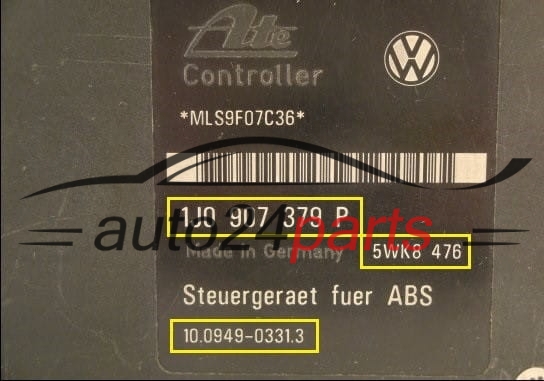 Ate
Controller
*MLS9F07C36*
1J0 907 379 P
auto24parts
Made in Germany
5WK8 476
Steuergeraet fuer ABS
10.0949-0331.3